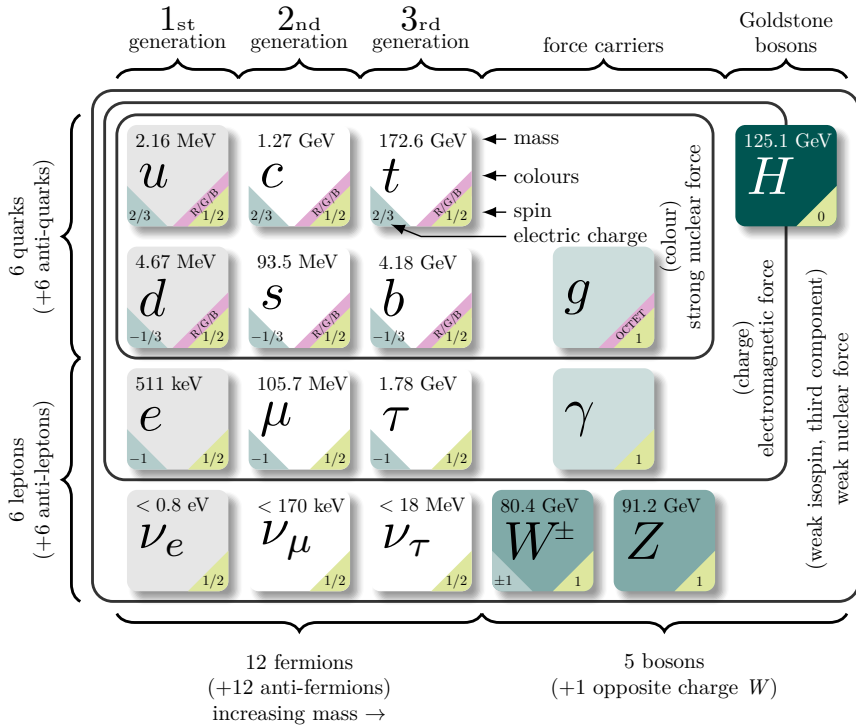 1st generation
2nd generation
3rd generation
force carriers
Goldstone bosons
6 quarks
(+6 anti-quarks)
6 leptons
(+6 anti-leptons)
2.16 MeV
u
2/3
R/G/B
1/2
1.27 GeV
c
2/3
R/G/B
1/2
172.6 GeV
t
2/3
R/G/B
1/2
mass
colours
spin
electric charge
125.1 GeV
H
0
4.67 MeV
d
−1/3
R/G/B
1/2
93.5 MeV
s
−1/3
R/G/B
1/2
4.18 GeV
b
−1/3
R/G/B
1/2
g
OCTET
1
strong nuclear force
(colour)
511 keV
e
−1
1/2
105.7 MeV
μ
−1
1/2
1.78 GeV
τ
−1
1/2
γ
1
electromagnetic force
(charge)
< 0.8 eV
νe
1/2
< 170 keV
νμ
1/2
< 18 MeV
ντ
1/2
80.4 GeV
W±
±1
1
91.2 GeV
Z
1
weak nuclear force
(weak isospin, third component)
12 fermions
(+12 anti-fermions)
increasing mass →
5 bosons
(+1 opposite charge W)